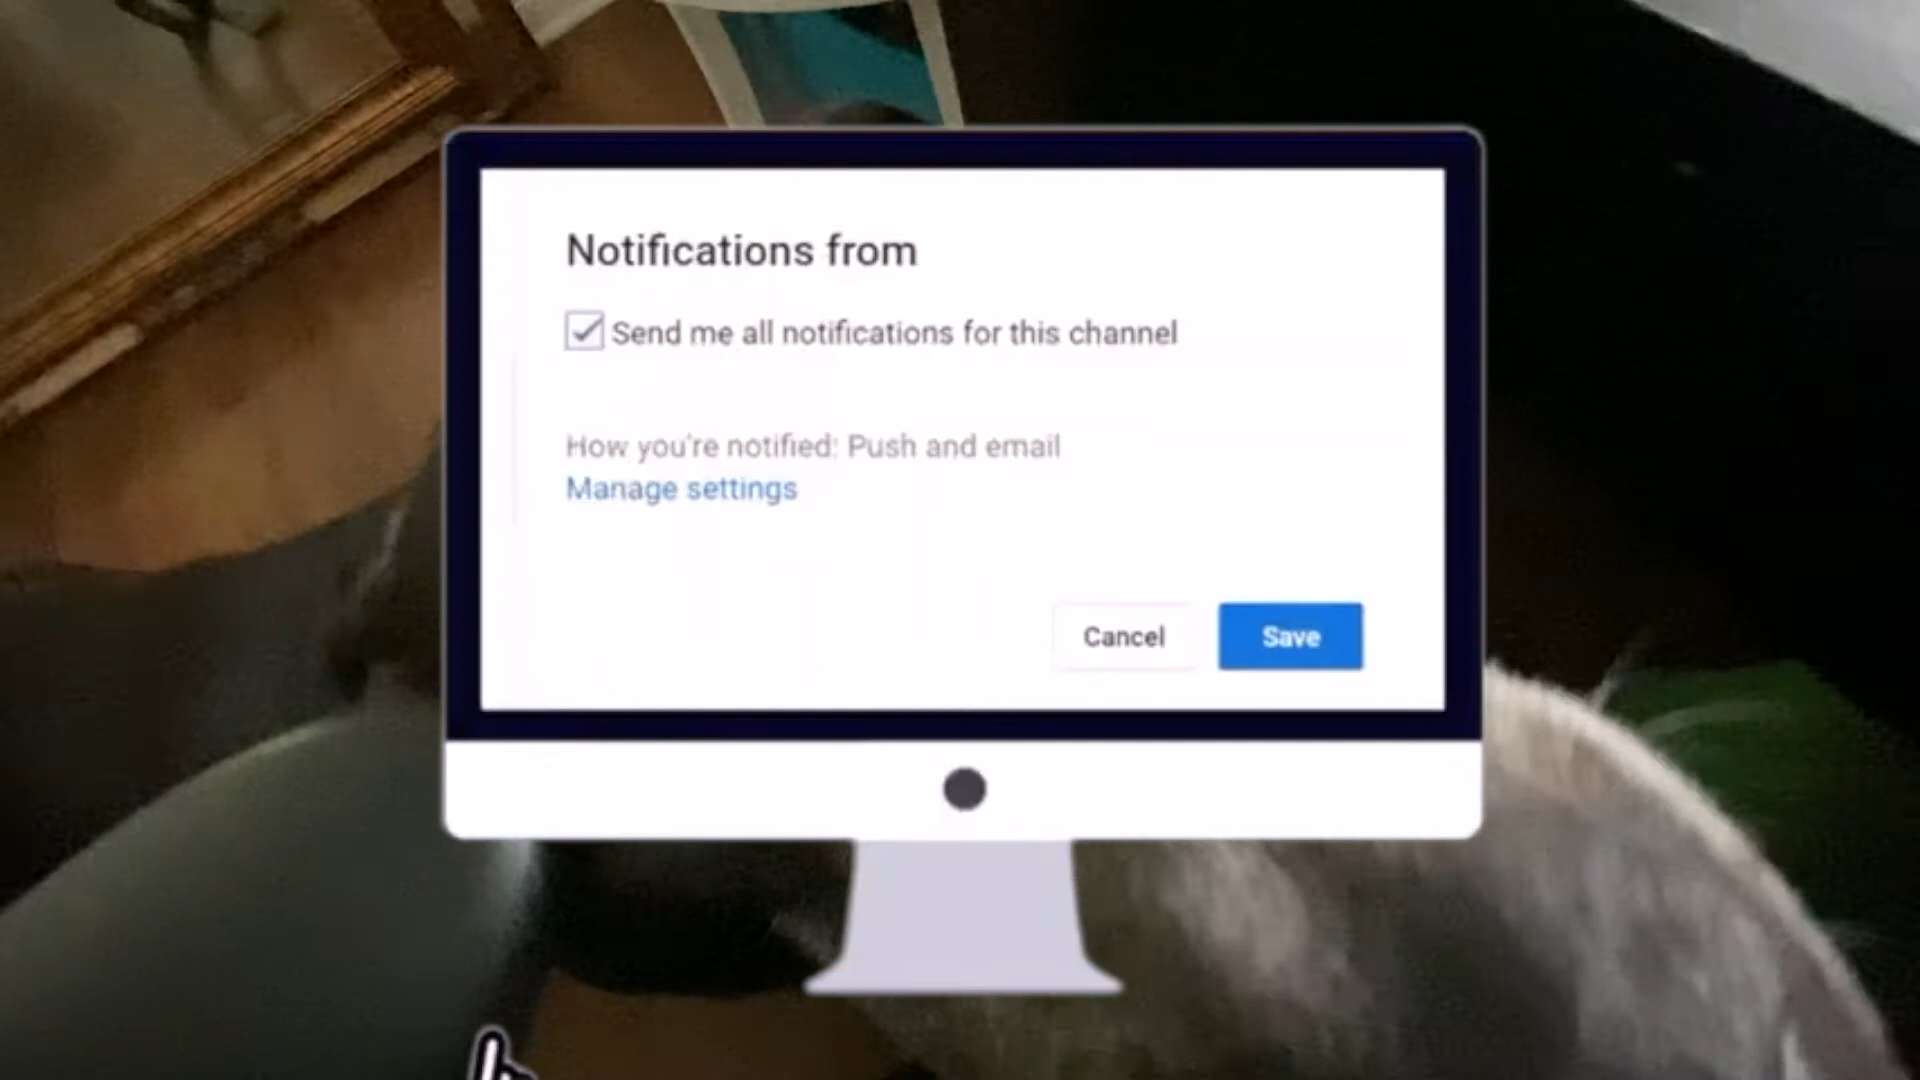 Notifications from
Send me all notifications for this channel
How you're notified: Push and email
Manage settings
Cancel
Save